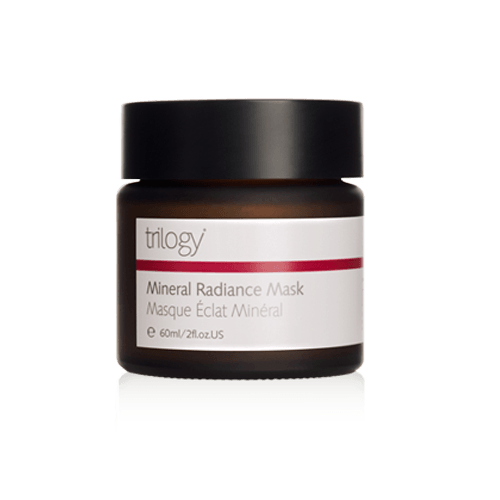 trilogy®
Mineral Radiance Mask
Masque Éclat Minéral
℮ 60ml/2fl.oz.US